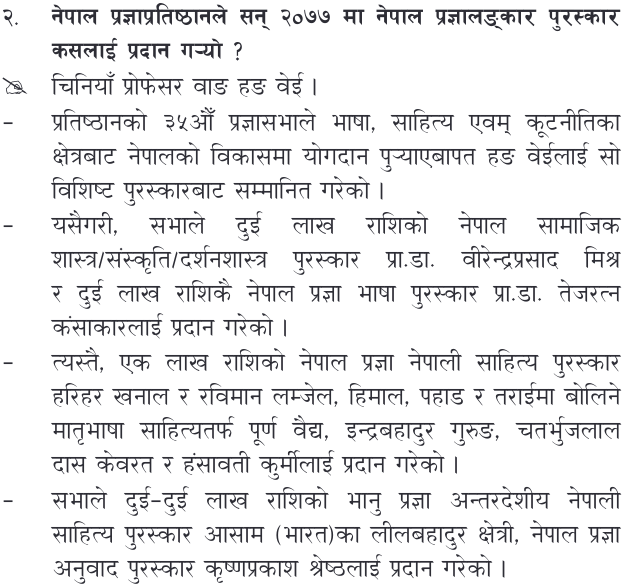 २. नेपाल प्रज्ञाप्रतिष्ठानले सन् २०७७ मा नेपाल प्रज्ञालङ्कार पुरस्कार
कसलाई प्रदान गऱ्यो ?
चिनियाँ प्रोफेसर वाङ हङ वेई ।
- प्रतिष्ठानको ३५औँ प्रज्ञासभाले भाषा, साहित्य एवम् कूटनीतिका
क्षेत्रबाट नेपालको विकासमा योगदान पुऱ्याएबापत हङ वेईलाई सो
विशिष्ट पुरस्कारबाट सम्मानित गरेको ।
- यसैगरी, सभाले दुई लाख राशिको नेपाल सामाजिक
शास्त्र/संस्कृति/दर्शनशास्त्र पुरस्कार प्रा.डा. वीरेन्द्रप्रसाद मिश्र
र दुई लाख राशिकै नेपाल प्रज्ञा भाषा पुरस्कार प्रा.डा. तेजरत्न
कंसाकारलाई प्रदान गरेको ।
- त्यस्तै, एक लाख राशिको नेपाल प्रज्ञा नेपाली साहित्य पुरस्कार
हरिहर खनाल र रविमान लम्जेल, हिमाल, पहाड र तराईमा बोलिने
मातृभाषा साहित्यतर्फ पूर्ण वैद्य, इन्द्रबहादुर गुरुङ, चतर्भुजलाल
दास केवरत र हंसावती कुर्मीलाई प्रदान गरेको ।
- सभाले दुई-दुई लाख राशिको भानु प्रज्ञा अन्तरदेशीय नेपाली
साहित्य पुरस्कार आसाम (भारत)का लीलबहादुर क्षेत्री, नेपाल प्रज्ञा
अनुवाद पुरस्कार कृष्णप्रकाश श्रेष्ठलाई प्रदान गरेको ।